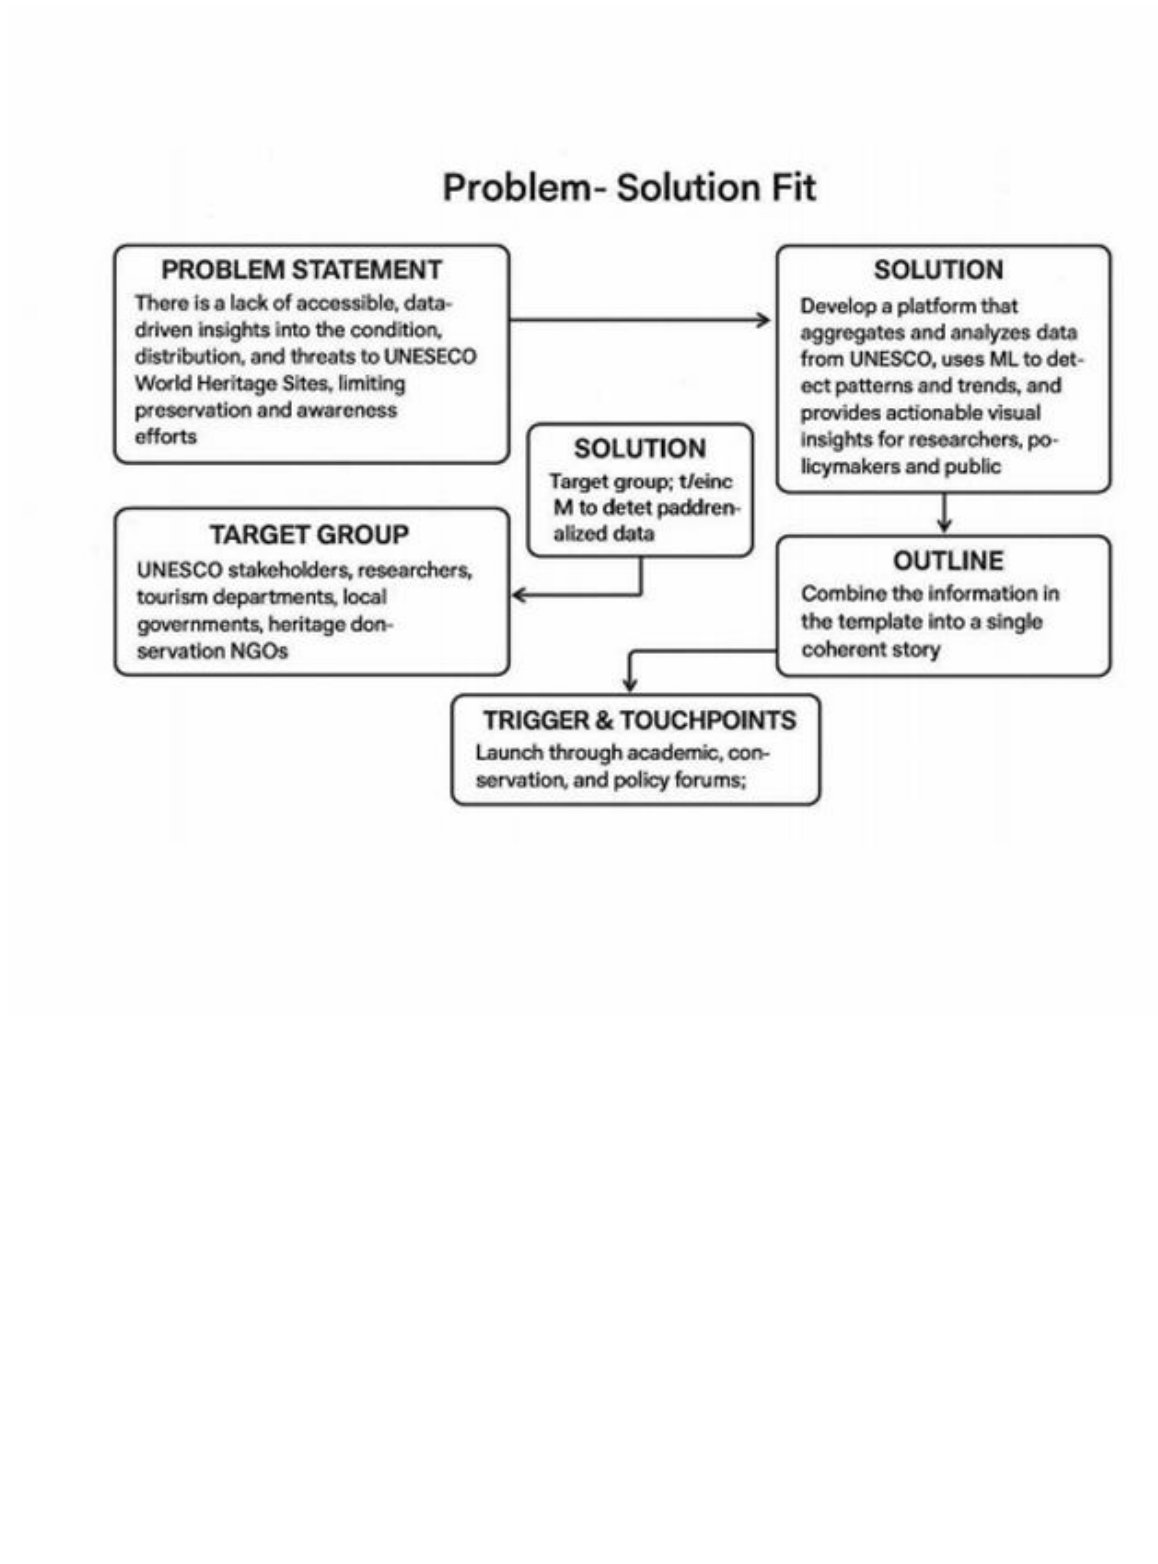 Problem- Solution Fit
PROBLEM STATEMENT
There is a lack of accessible, data-
driven insights into the condition,
distribution, and threats to UNESECO
World Heritage Sites, limiting
preservation and awareness
efforts
SOLUTION
Develop a platform that
aggregates and analyzes data
from UNESCO, uses ML to det-
ect patterns and trends, and
provides actionable visual
insights for researchers, po-
licymakers and public
SOLUTION
Target group; t/einc
M to detet paddren-
alized data
TARGET GROUP
UNESCO stakeholders, researchers,
tourism departments, local
governments, heritage don-
servation NGOs
OUTLINE
Combine the information in
the template into a single
coherent story
TRIGGER & TOUCHPOINTS
Launch through academic, con-
servation, and policy forums;